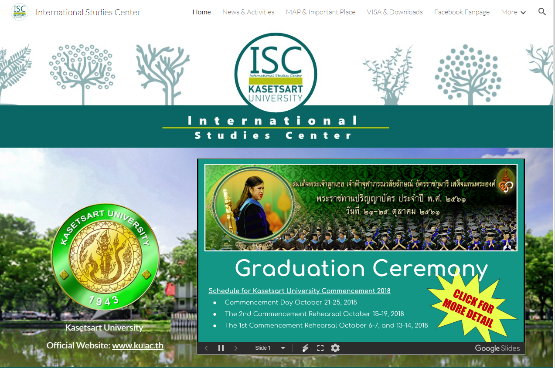 International Studies Center
Home News & Activities MAP & Important Place VISA & Downloads Facebook Fanpage More
ISC
International Studies Center
KASETSART
UNIVERSITY
International
Studies Center
พระราชทานปริญญาบัตร ประจำปี พ.ศ. ๒๕๖๑
วันที่ ๒๑-๒๕ ตุลาคม ๒๕๖๑
Graduation Ceremony
Schedule for Kasetsart University Commencement 2018
Commencement Day October 21-25, 2018
The 2nd Commencement Rehearsal October 15-19, 2018
The 1st Commencement Rehearsal October 6-7, and 13-14, 2018
CLICK FOR
MORE DETAIL
KASETSART UNIVERSITY
1943
Kasetsart University
Official Website: www.ku.ac.th
Slide 1
Google Slides